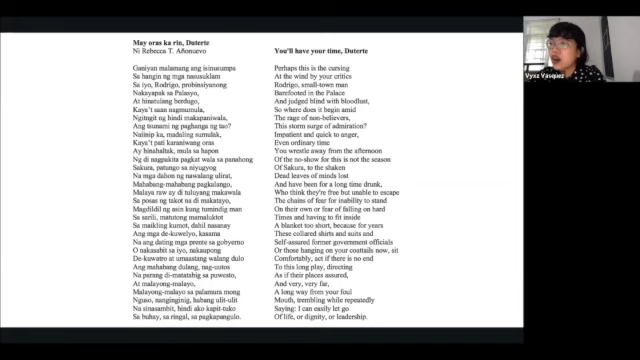 May oras ka rin, Duterte
Ni Rebecca T. Añonuevo
Ganiyan malamang ang isinusumpa
Sa hangin ng mga nasusuklam
Sa iyo, Rodrigo, probinsiyanong
Nakayapak sa Palasyo,
At hinatulang berdugo,
Kaya't saan nagmumula,
Ngitngit ng hindi makapaniwala,
Ang tsunami ng paghanga ng tao?
Naiinip ka, madaling sumulak,
Kaya't pati karaniwang oras
Ay hinahaltak, mula sa hapon
Ng di nagpakita pagkat wala sa panahong
Sakura, patungo sa niyugyog
Na mga dahon ng nawalang ulirat,
Mahabang-mahabang pagkalango,
Malaya raw ay di tuluyang makawala
Sa posas ng takot na di makatayo,
Magdildil ng asin kung tumindig man
Sa sarili, matutong mamaluktot
Sa maikling kumot, dahil nasanay
Ang mga de-kuwelyo, kasama
Na ang dating mga prente sa gobyerno
O nakasabit sa iyo, nakaupong
De-kuwatro at umaastang walang dulo
Ang mahabang dulang, nag-uutos
Na parang di-matatabig sa puwesto,
At malayong-malayo,
Malayong-malayo sa palamura mong
Nguso, nanginginig, habang ulit-ulit
Na sinasambit, hindi ako kapit-tuko
Sa buhay, sa ringal, sa pagkapangulo.
You'll have your time, Duterte
Perhaps this is the cursing
At the wind by your critics
Rodrigo, small-town man
Barefooted in the Palace
And judged blind with bloodlust,
So where does it begin amid
The rage of non-believers,
This storm surge of admiration?
Impatient and quick to anger,
Even ordinary time
You wrestle away from the afternoon
Of the no-show for this is not the season
Of Sakura, to the shaken
Dead leaves of minds lost
And have been for a long time drunk,
Who think they're free but unable to escape
The chains of fear for inability to stand
On their own or fear of falling on hard
Times and having to fit inside
A blanket too short, because for years
These collared shirts and suits and
Self-assured former government officials
Or those hanging on your coattails now, sit
Comfortably, act if there is no end
To this long play, directing
As if their places assured,
And very, very far,
A long way from your foul
Mouth, trembling while repeatedly
Saying: I can easily let go
Of life, or dignity, or leadership.
Vyxz Vasquez